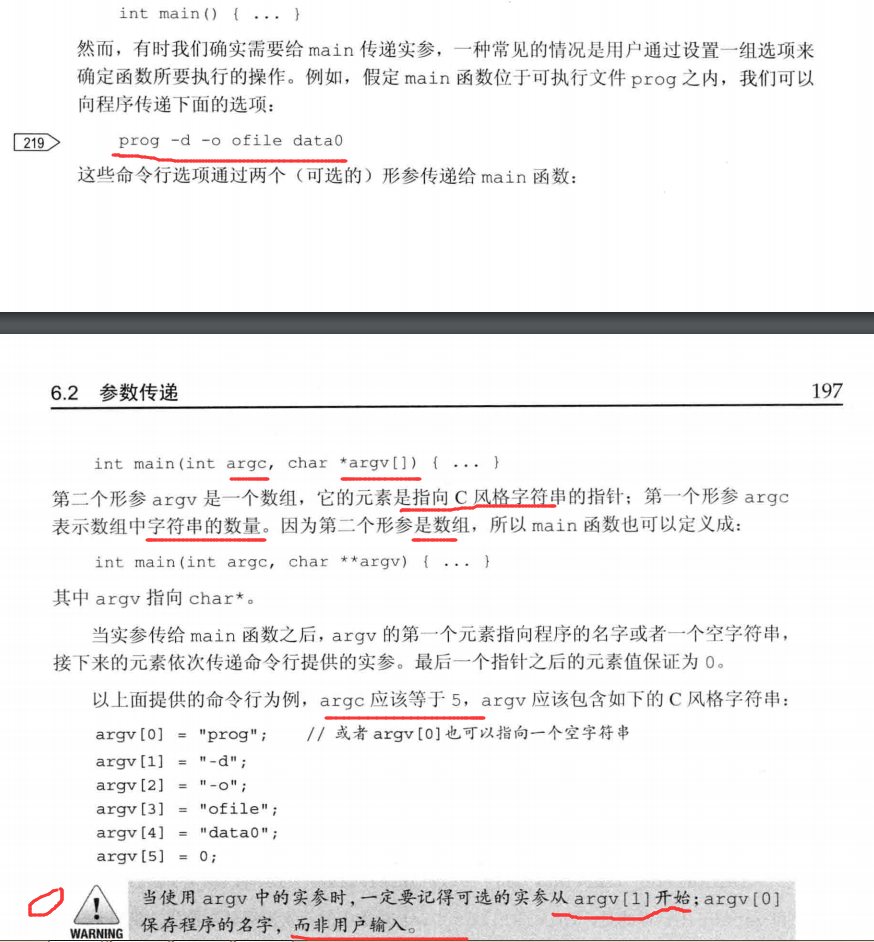 int main() { ... }
然而，有时我们确实需要给 main 传递实参，一种常见的情况是用户通过设置一组选项来
确定函数所要执行的操作。例如，假定 main 函数位于可执行文件 prog 之内，我们可以
向程序传递下面的选项：
219
prog -d -o ofile data0
这些命令行选项通过两个（可选的）形参传递给 main 函数：
6.2 参数传递
197
int main(int argc, char *argv[]) { ... }
第二个形参 argv 是一个数组，它的元素是指向 C 风格字符串的指针；第一个形参 argc
表示数组中字符串的数量。因为第二个形参是数组，所以 main 函数也可以定义成：
int main(int argc, char **argv) { ... }
其中 argv 指向 char*。
当实参传给 main 函数之后，argv 的第一个元素指向程序的名字或者一个空字符串，
接下来的元素依次传递命令行提供的实参。最后一个指针之后的元素值保证为 0。
以上面提供的命令行为例，argc 应该等于 5，argv 应该包含如下的 C 风格字符串：
argv[0] = "prog"; // 或者 argv[0]也可以指向一个空字符串
argv[1] = "-d";
argv[2] = "-o";
argv[3] = "ofile";
argv[4] = "data0";
argv[5] = 0;
当使用 argv 中的实参时，一定要记得可选的实参从 argv[1]开始；argv[0]
保存程序的名字，而非用户输入。
WARNING